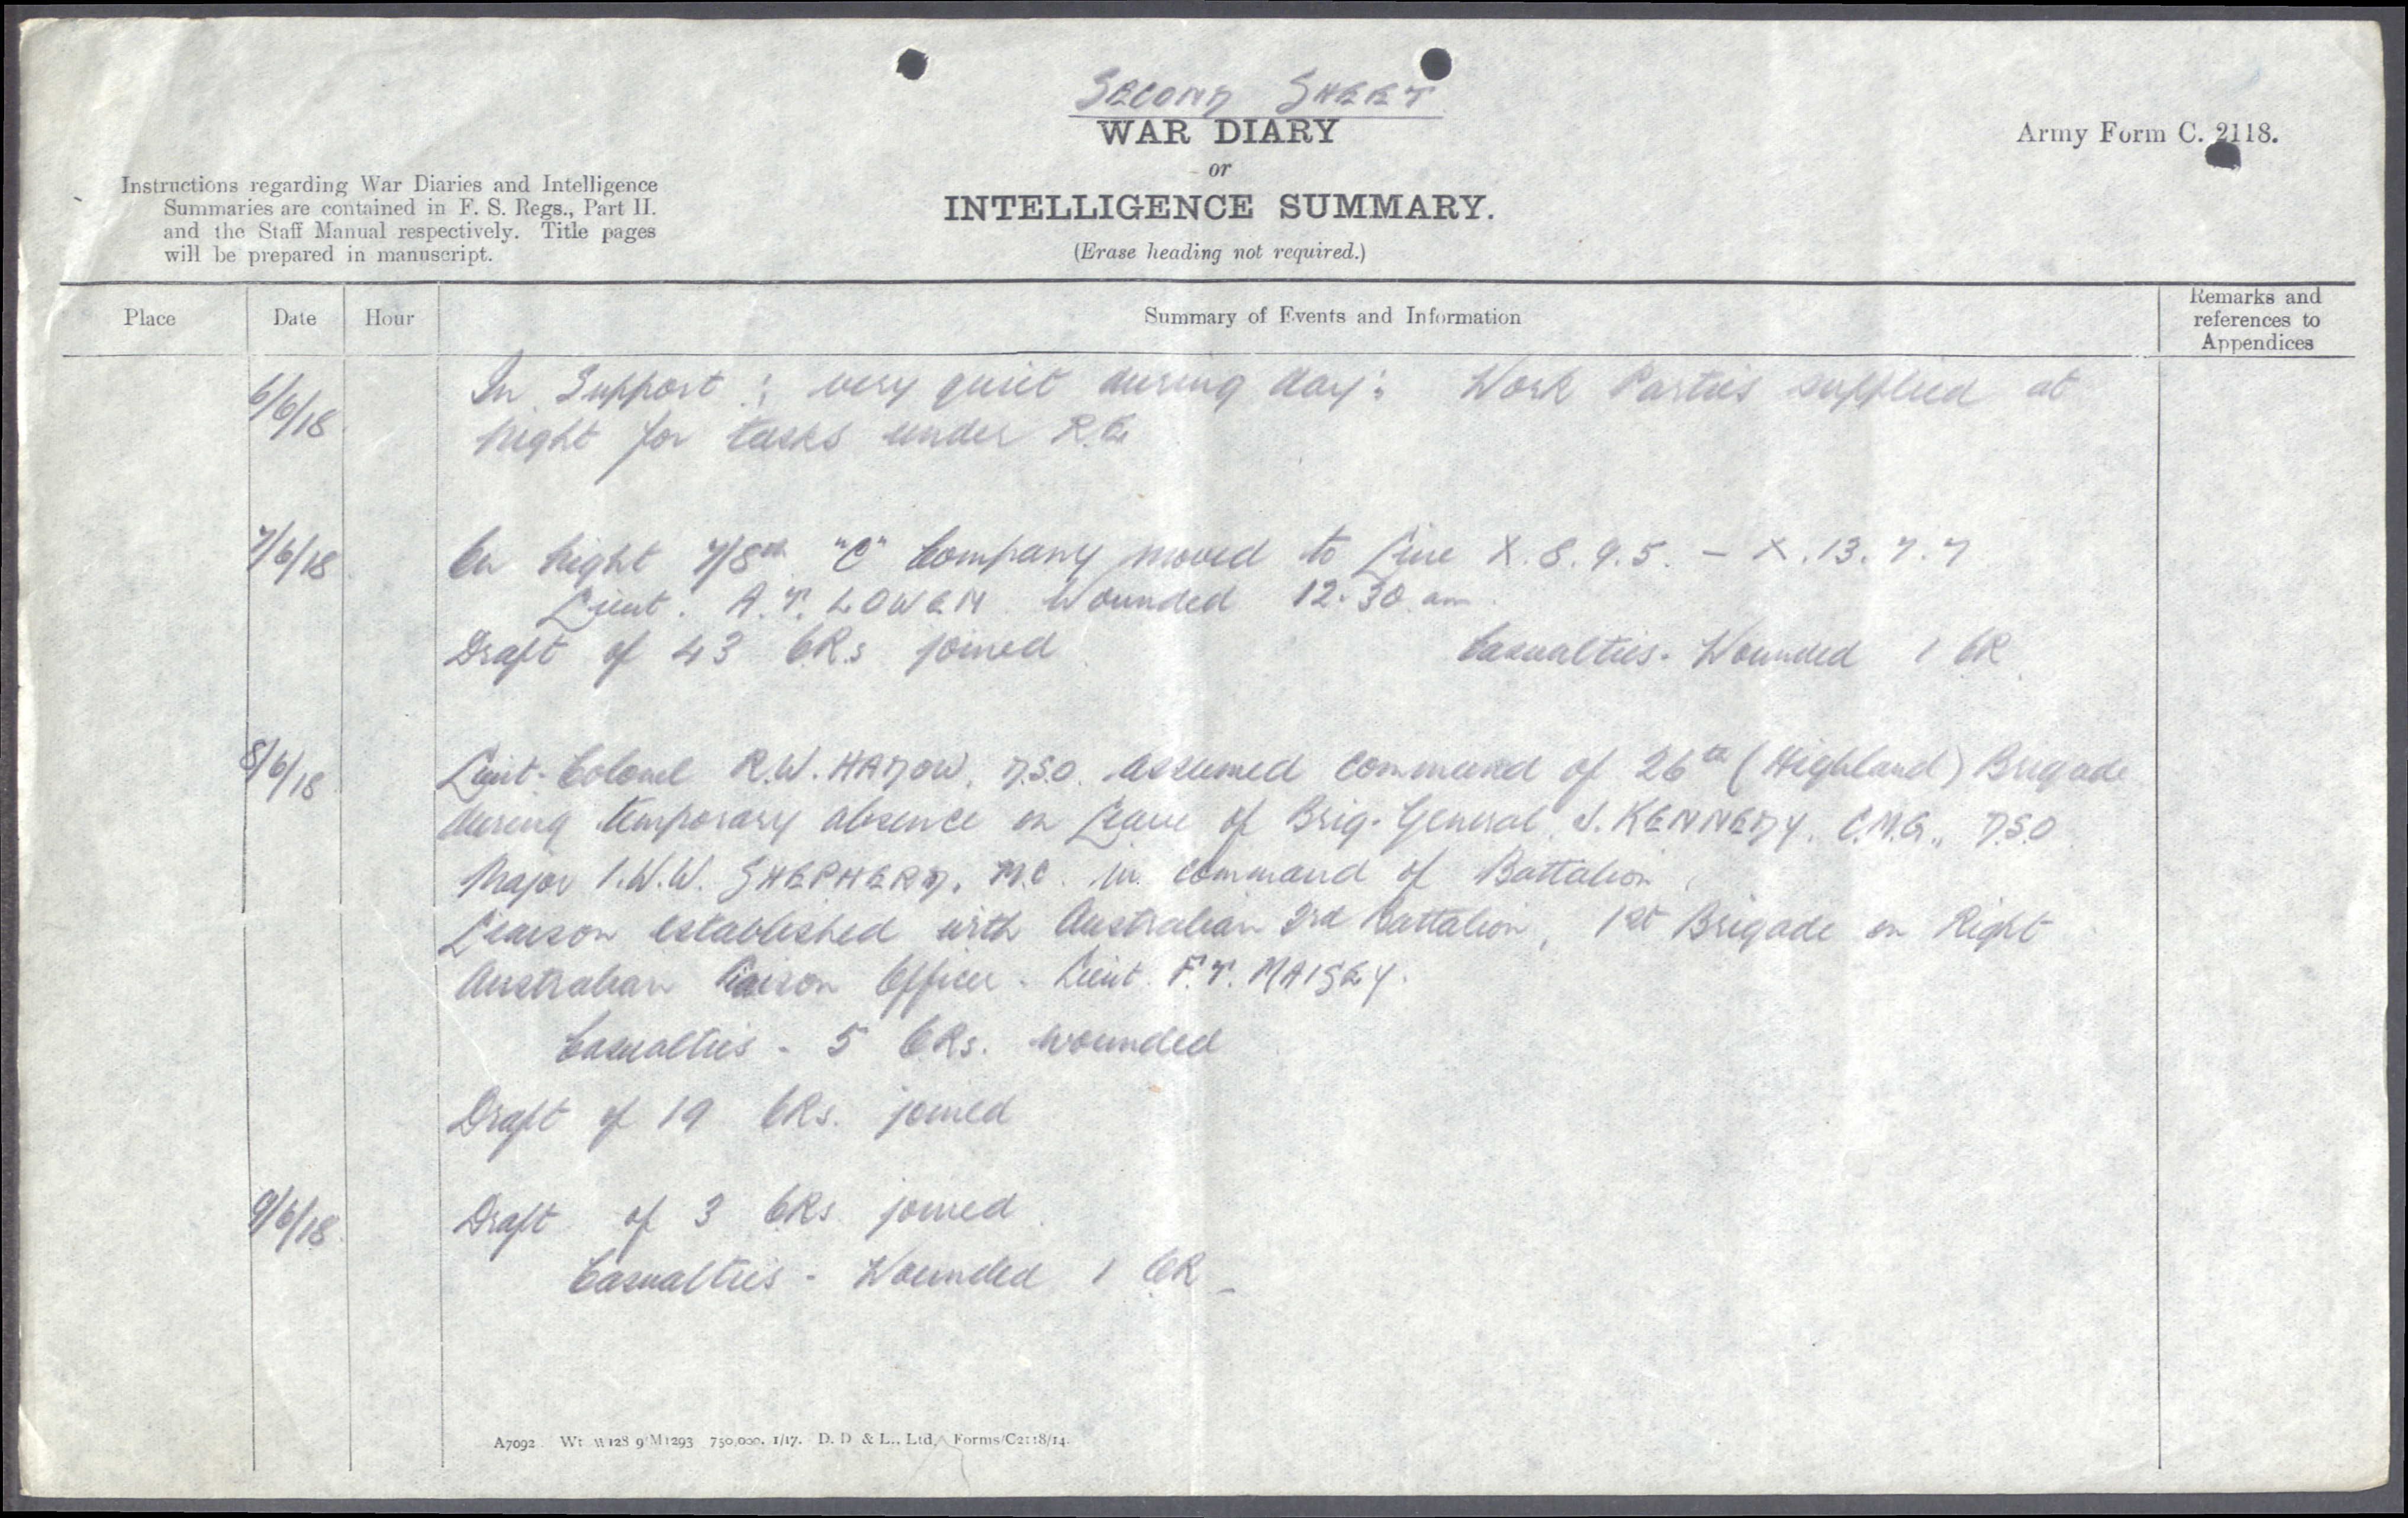 SECOND SHEET
WAR DIARY
or
INTELLIGENCE SUMMARY.
(Erase heading not required.)
Army Form C. 2118.
Instructions regarding War Diaries and Intelligence
Summaries are contained in F. S. Regs., Part II.
and the Staff Manual respectively. Title pages
will be prepared in manuscript.
Place
Date
Hour
Summary of Events and Information
Remarks and
references to
Appendices
6/6/18
In Support : very quiet during day : Work Parties supplied at
night for tasks under R.E.
7/6/18
On night 7/8th "C" Company moved to Line X.8.9.5. - X.13.7.7
Lieut. A.T. LOWEN Wounded 12.30 am.
Draft of 43 ORs joined Casualties - Wounded 1 OR
8/6/18
Lieut-Colonel R.W. HADOW, D.S.O. assumed command of 26th (Highland) Brigade
during temporary absence on Leave of Brig-General J. KENNEDY. C.M.G., D.S.O
Major I.W.W. SHEPHERD, M.C. in command of Battalion
Liaison established with Australian 3rd Battalion, 1st Brigade on Right
Australian Liaison Officer - Lieut. F.T. MAISEY.
Casualties - 5 ORs. wounded
Draft of 19 ORs. joined
9/6/18
Draft of 3 ORs joined
Casualties - Wounded 1 OR -
A7092 Wt. W128 9/M1293 750,000. 1/17. D. D & L., Ltd. Forms/C2118/14.